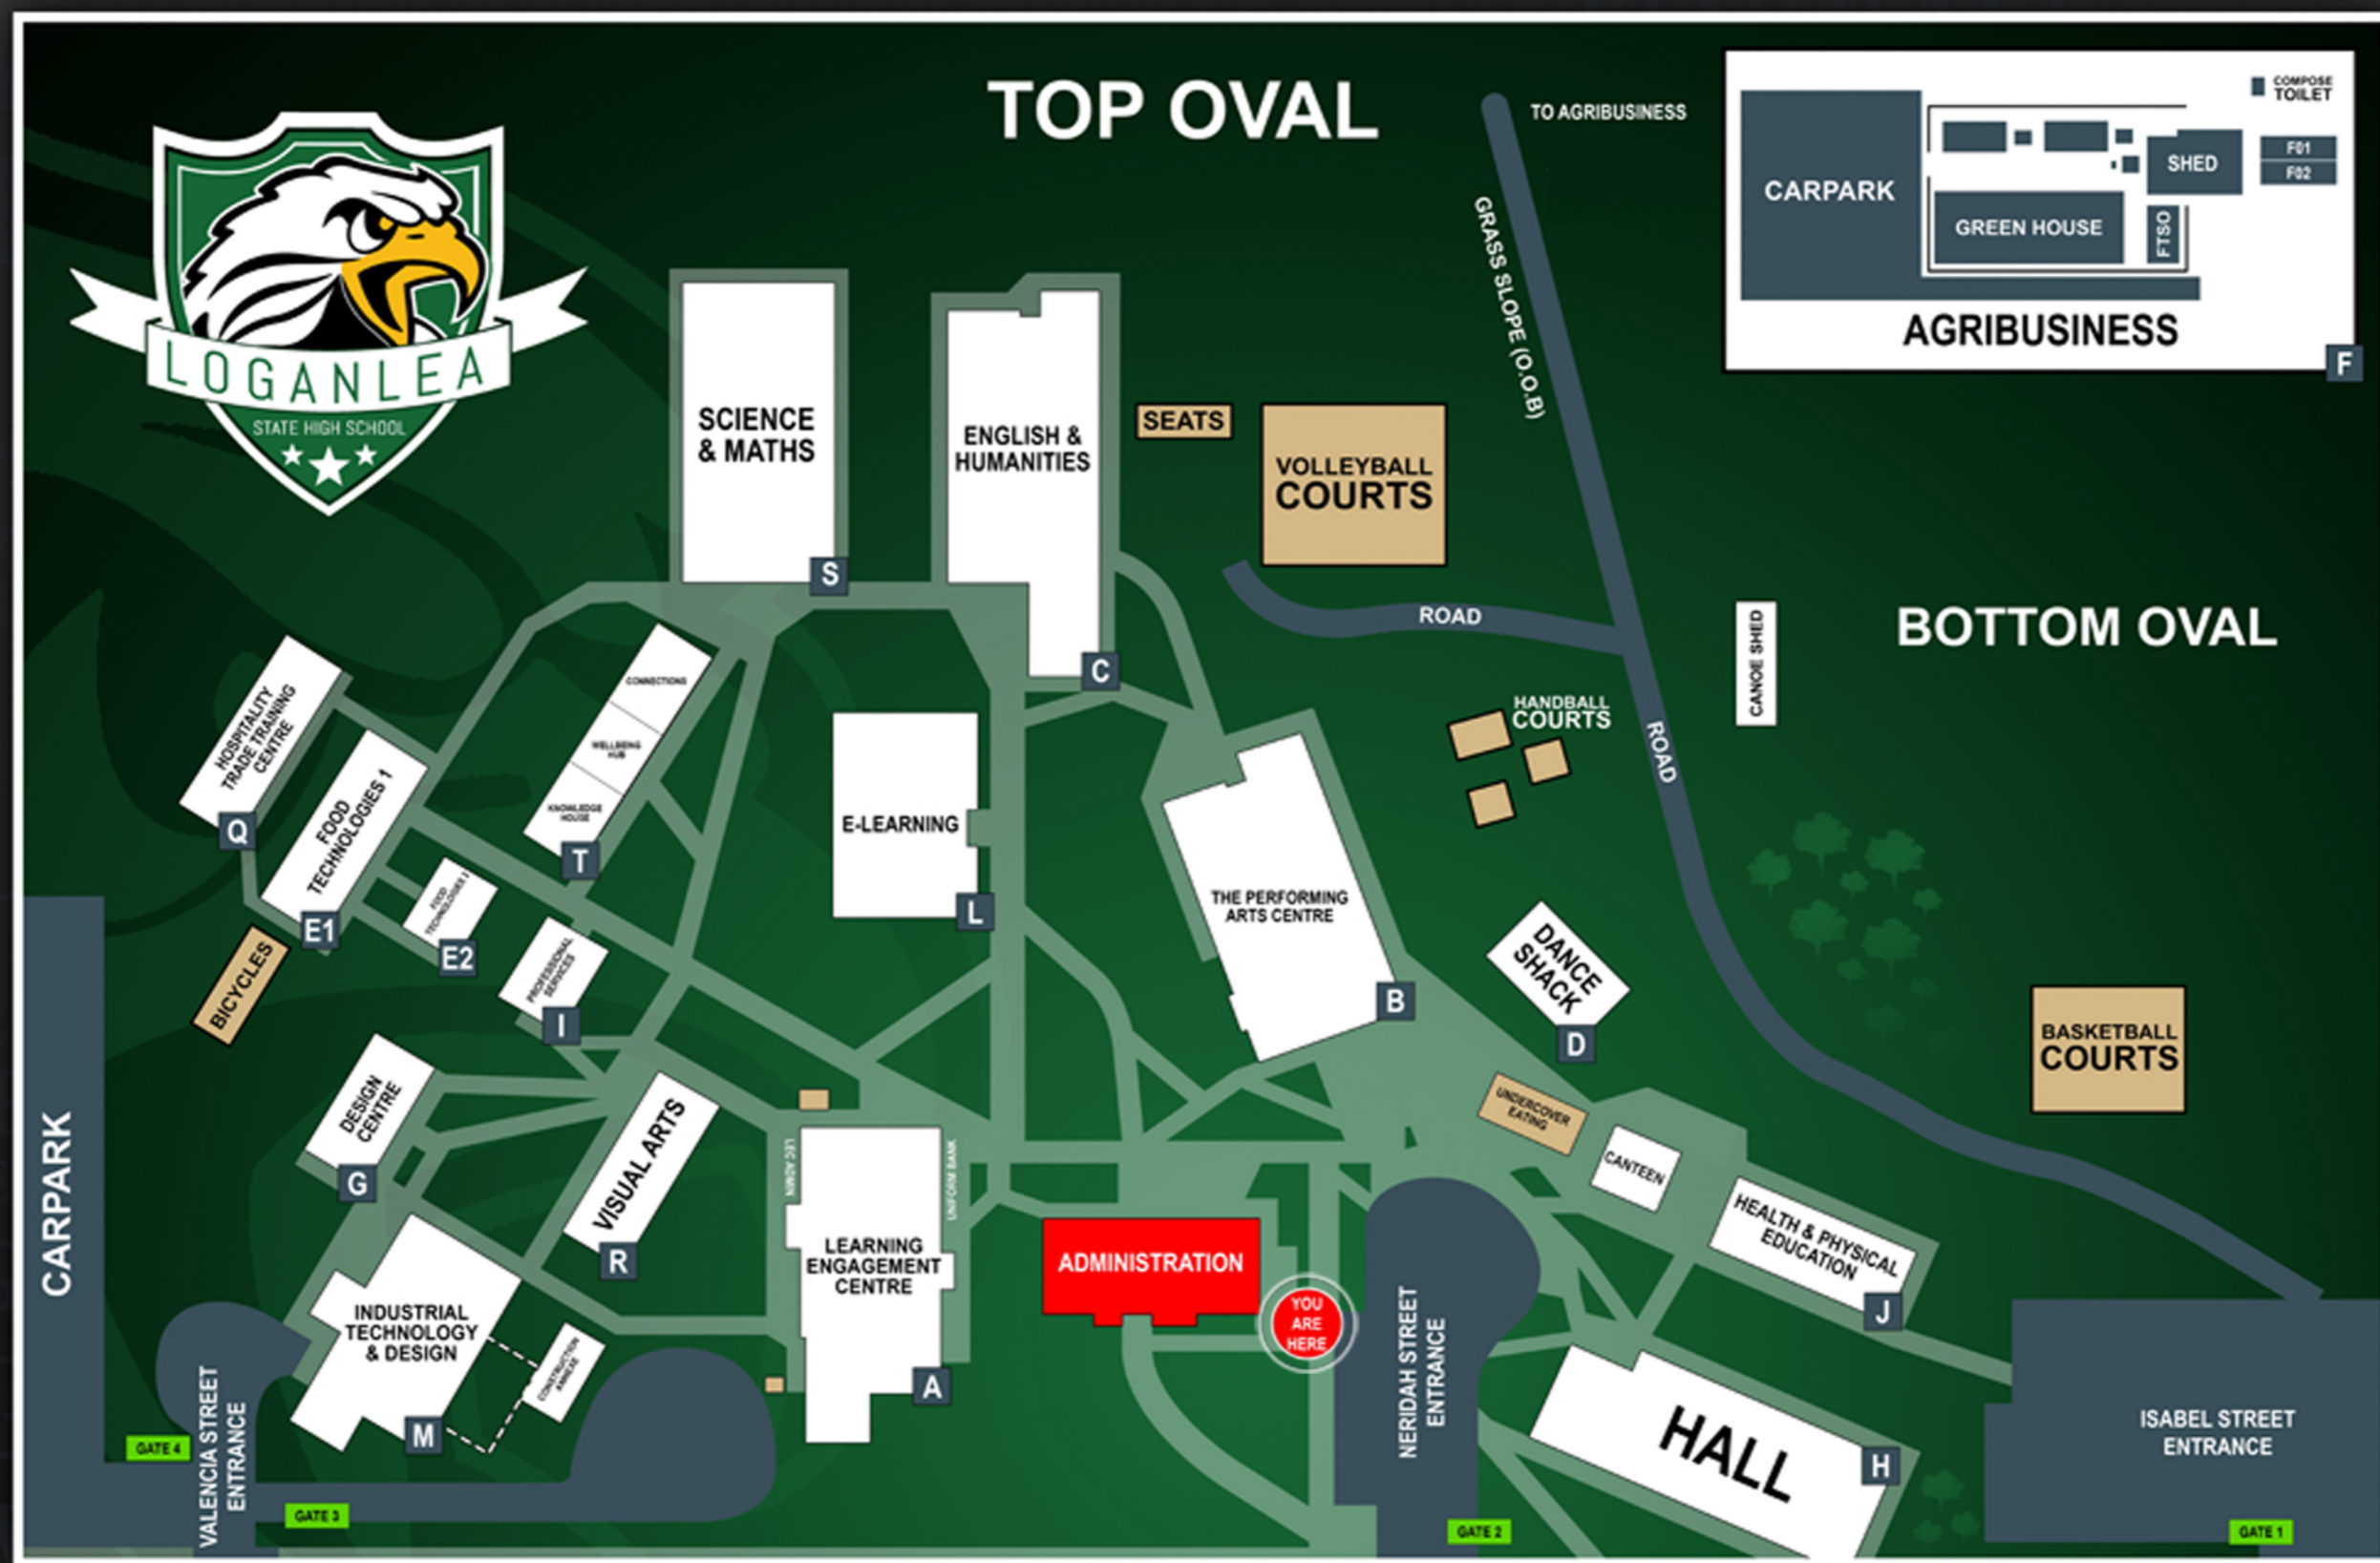 TOP OVAL
TO AGRIBUSINESS
GRASS SLOPE (O.O.B)
COMPOSE
TOILET
CARPARK
SHED
F01
F02
GREEN HOUSE
FTSO
AGRIBUSINESS
F
LOGANLEA
STATE HIGH SCHOOL
SCIENCE
& MATHS
S
ENGLISH &
HUMANITIES
C
SEATS
VOLLEYBALL
COURTS
ROAD
ROAD
CANOE SHED
BOTTOM OVAL
HANDBALL
COURTS
HOSPITALITY
TRADE TRAINING
CENTRE
Q
FOOD
TECHNOLOGIES 1
E1
FOOD
TECHNOLOGIES 2
E2
CONNECTIONS
WELLBEING
HUB
KNOWLEDGE
HOUSE
T
PROFESSIONAL
SERVICES
I
BICYCLES
E-LEARNING
L
THE PERFORMING
ARTS CENTRE
B
DANCE
SHACK
D
BASKETBALL
COURTS
UNDERCOVER
EATING
CANTEEN
HEALTH & PHYSICAL
EDUCATION
J
DESIGN
CENTRE
G
VISUAL ARTS
R
LEC ADMIN
UNIFORM BANK
LEARNING
ENGAGEMENT
CENTRE
A
ADMINISTRATION
YOU
ARE
HERE
NERIDAH STREET
ENTRANCE
HALL
H
ISABEL STREET
ENTRANCE
CARPARK
INDUSTRIAL
TECHNOLOGY
& DESIGN
M
CONSTRUCTION
ANNEXE
VALENCIA STREET
ENTRANCE
GATE 4
GATE 3
GATE 2
GATE 1